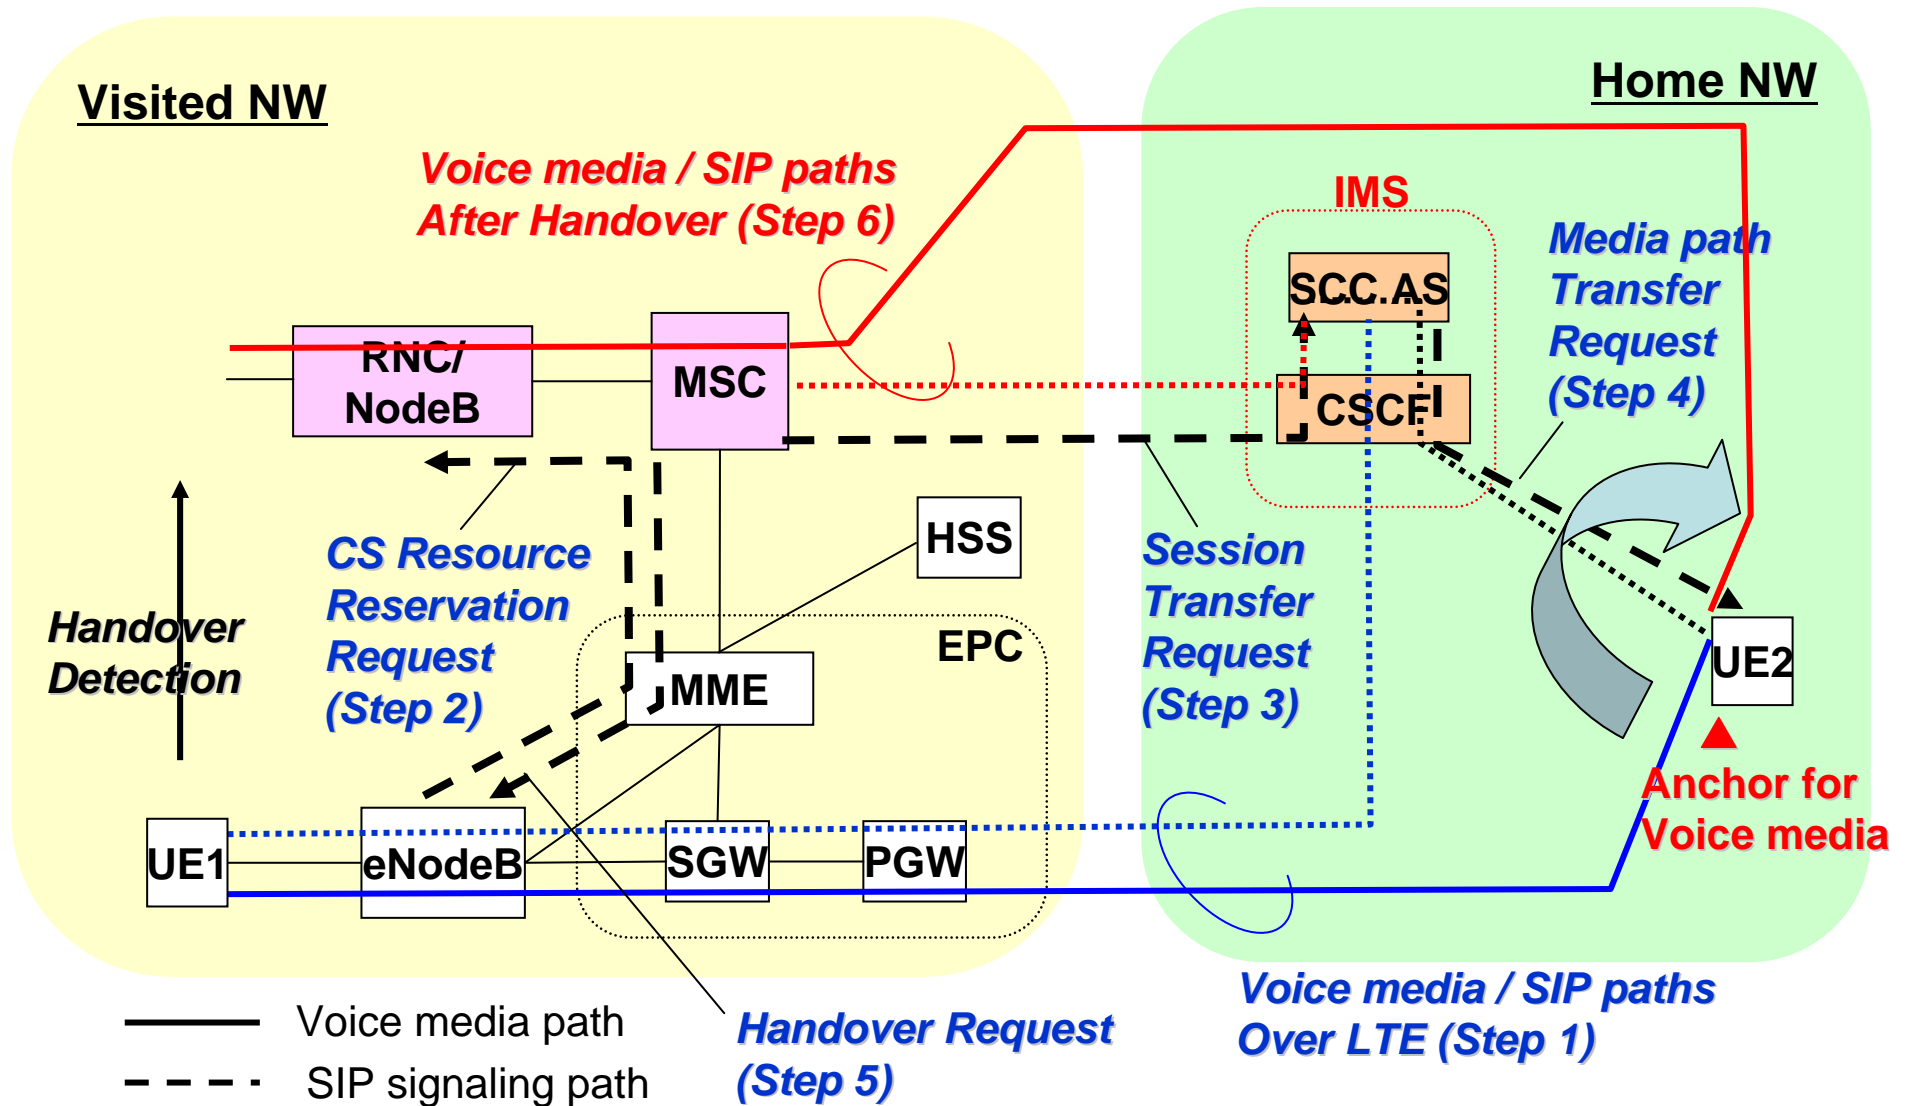 Visited NW
Home NW
Voice media / SIP paths
After Handover (Step 6)
IMS
SCC AS
CSCF
Media path
Transfer
Request
(Step 4)
RNC/
NodeB
MSC
HSS
CS Resource
Reservation
Request
(Step 2)
Session
Transfer
Request
(Step 3)
Handover
Detection
EPC
MME
UE2
Anchor for
Voice media
UE1
eNodeB
SGW
PGW
Voice media / SIP paths
Over LTE (Step 1)
Handover Request
(Step 5)
Voice media path
SIP signaling path